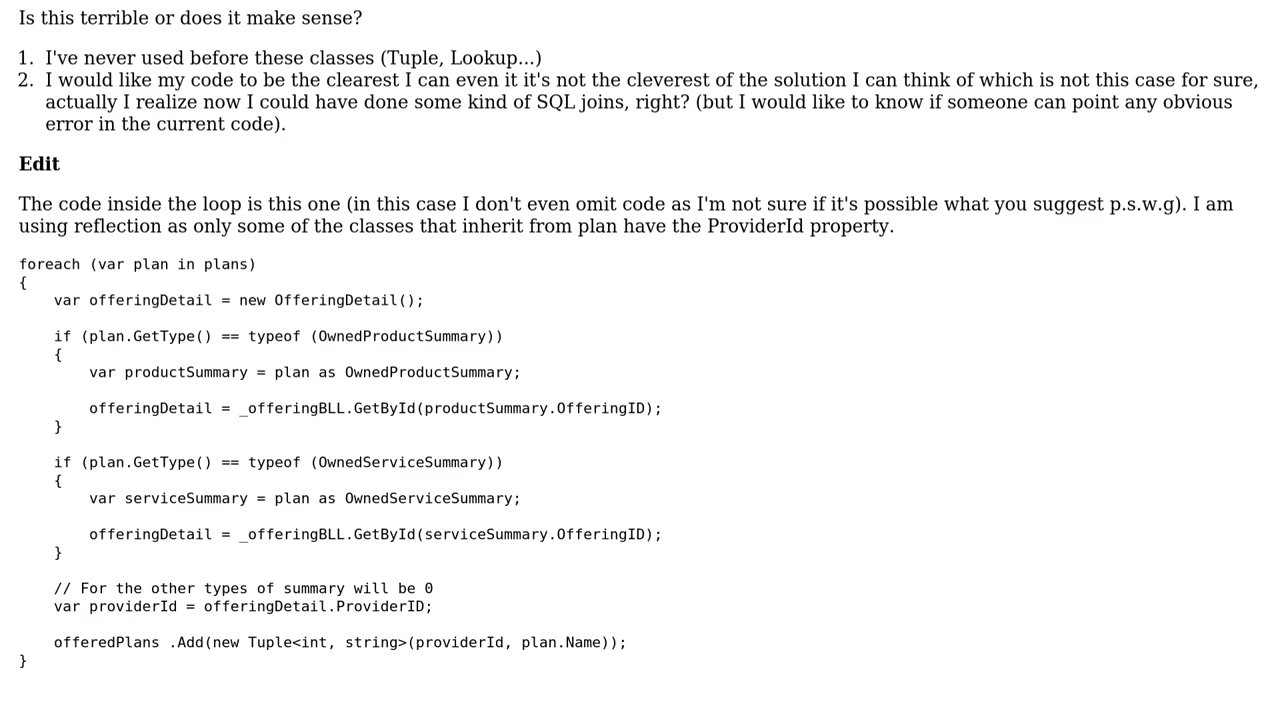 Is this terrible or does it make sense?
1. I've never used before these classes (Tuple, Lookup...)
2. I would like my code to be the clearest I can even it it's not the cleverest of the solution I can think of which is not this case for sure,
actually I realize now I could have done some kind of SQL joins, right? (but I would like to know if someone can point any obvious
error in the current code).
Edit
The code inside the loop is this one (in this case I don't even omit code as I'm not sure if it's possible what you suggest p.s.w.g). I am
using reflection as only some of the classes that inherit from plan have the ProviderId property.
foreach (var plan in plans)
{
    var offeringDetail = new OfferingDetail();
    if (plan.GetType() == typeof (OwnedProductSummary))
    {
        var productSummary = plan as OwnedProductSummary;
        offeringDetail = _offeringBLL.GetById(productSummary.OfferingID);
    }
    if (plan.GetType() == typeof (OwnedServiceSummary))
    {
        var serviceSummary = plan as OwnedServiceSummary;
        offeringDetail = _offeringBLL.GetById(serviceSummary.OfferingID);
    }
    // For the other types of summary will be 0
    var providerId = offeringDetail.ProviderID;
    offeredPlans .Add(new Tuple<int, string>(providerId, plan.Name));
}